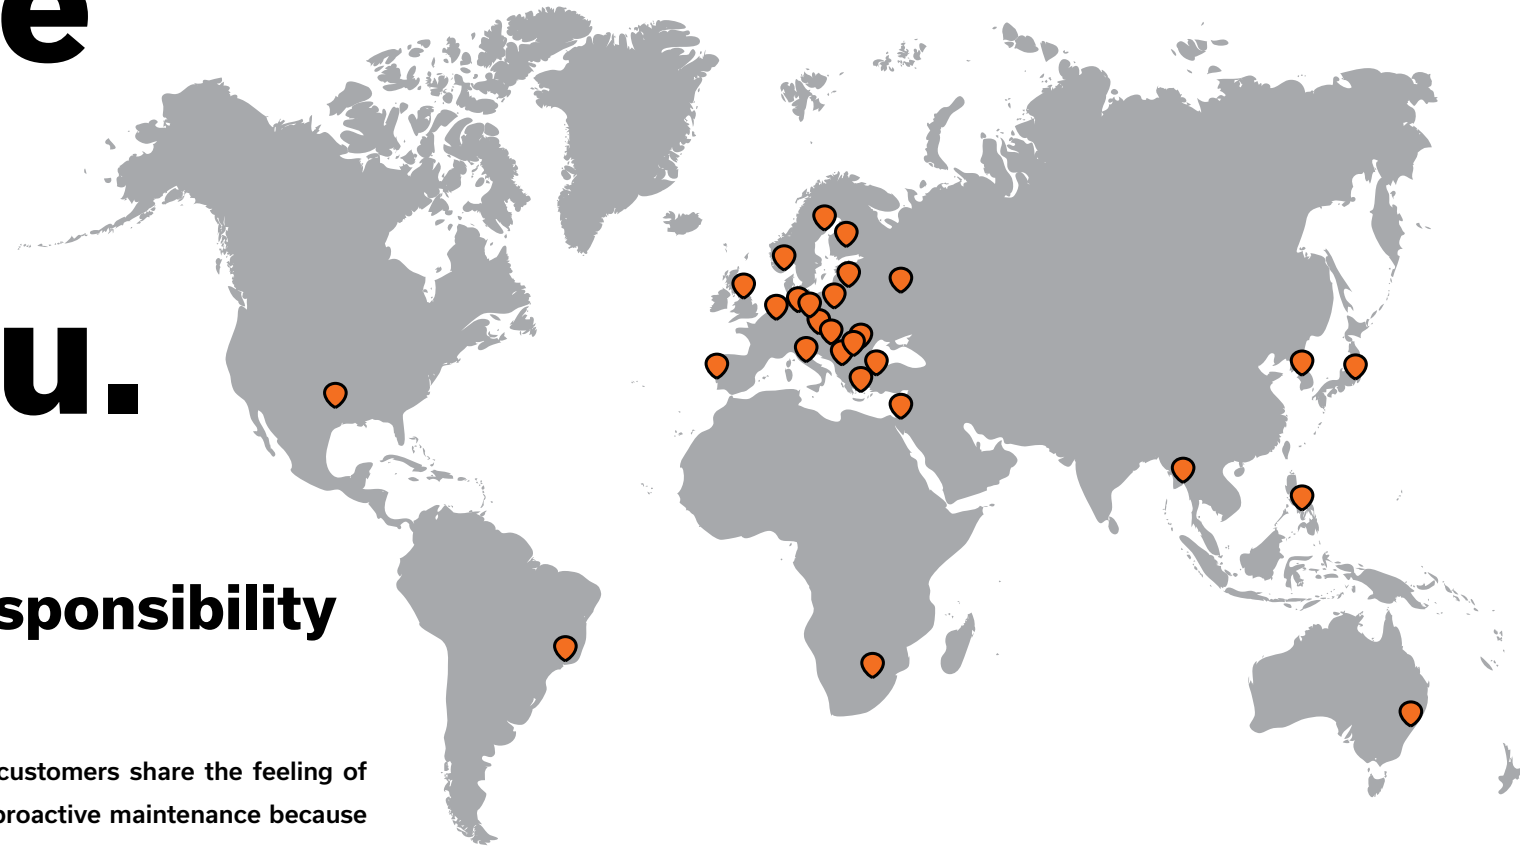 e
u.
sponsibility
customers share the feeling of
proactive maintenance because